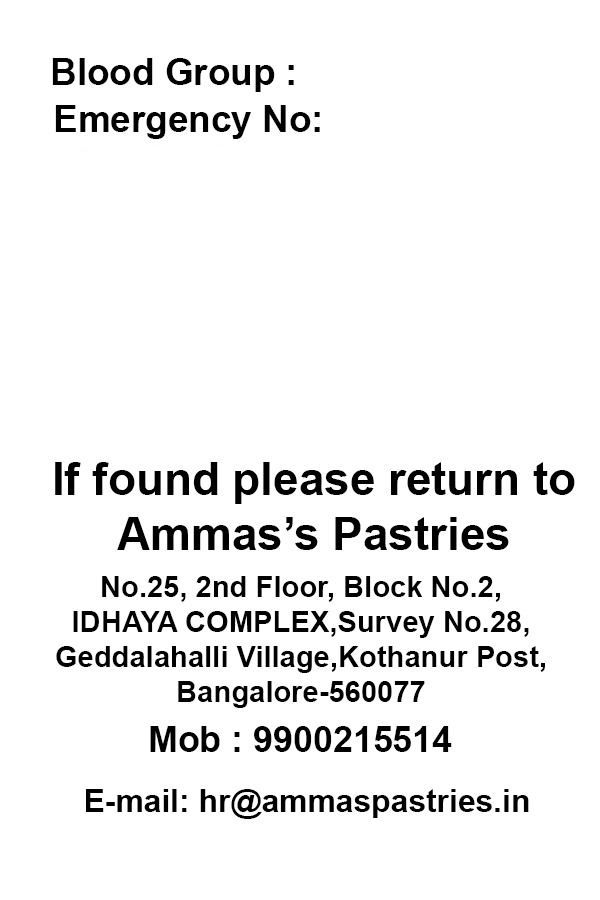 Blood Group :
Emergency No:
If found please return to
Ammas’s Pastries
No.25, 2nd Floor, Block No.2,
IDHAYA COMPLEX,Survey No.28,
Geddalahalli Village,Kothanur Post,
Bangalore-560077
Mob : 9900215514
E-mail: hr@ammaspastries.in